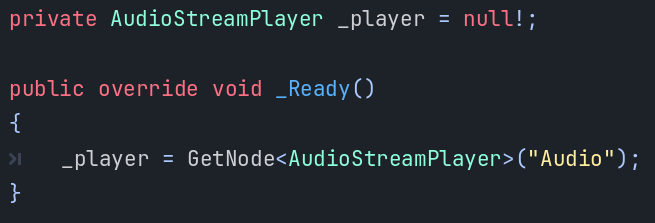 private AudioStreamPlayer _player = null!;
public override void _Ready()
{
    _player = GetNode<AudioStreamPlayer>("Audio");
}